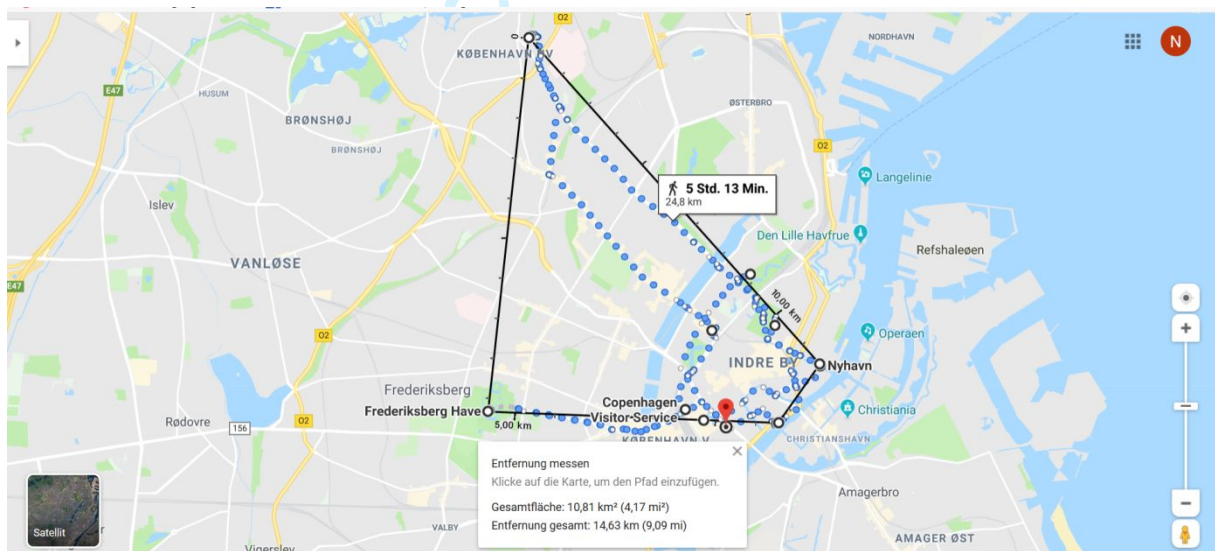 O2
NORDHAVN
N
KØBENHAVN NV
0
E47
HUSUM
ØSTERBRO
BRØNSHØJ
O2
BRØNSHØJ
5 Std. 13 Min.
24,8 km
Langelinie
Islev
Den Lille Havfrue
Refshaleøen
VANLØSE
E47
10,00 km
O2
Operaen
INDRE BY
Nyhavn
Frederiksberg
Copenhagen
Frederiksberg Have
Visitor-Service
Christiania
Rødovre
5,00 km
156
KØBENHAVN V
CHRISTIANSHAVN
Entfernung messen
Klicke auf die Karte, um den Pfad einzufügen.
Amagerbro
Gesamtfläche: 10,81 km² (4,17 mi²)
Entfernung gesamt: 14,63 km (9,09 mi)
Satellit
VALBY
AMAGER ØST
Vigerslev